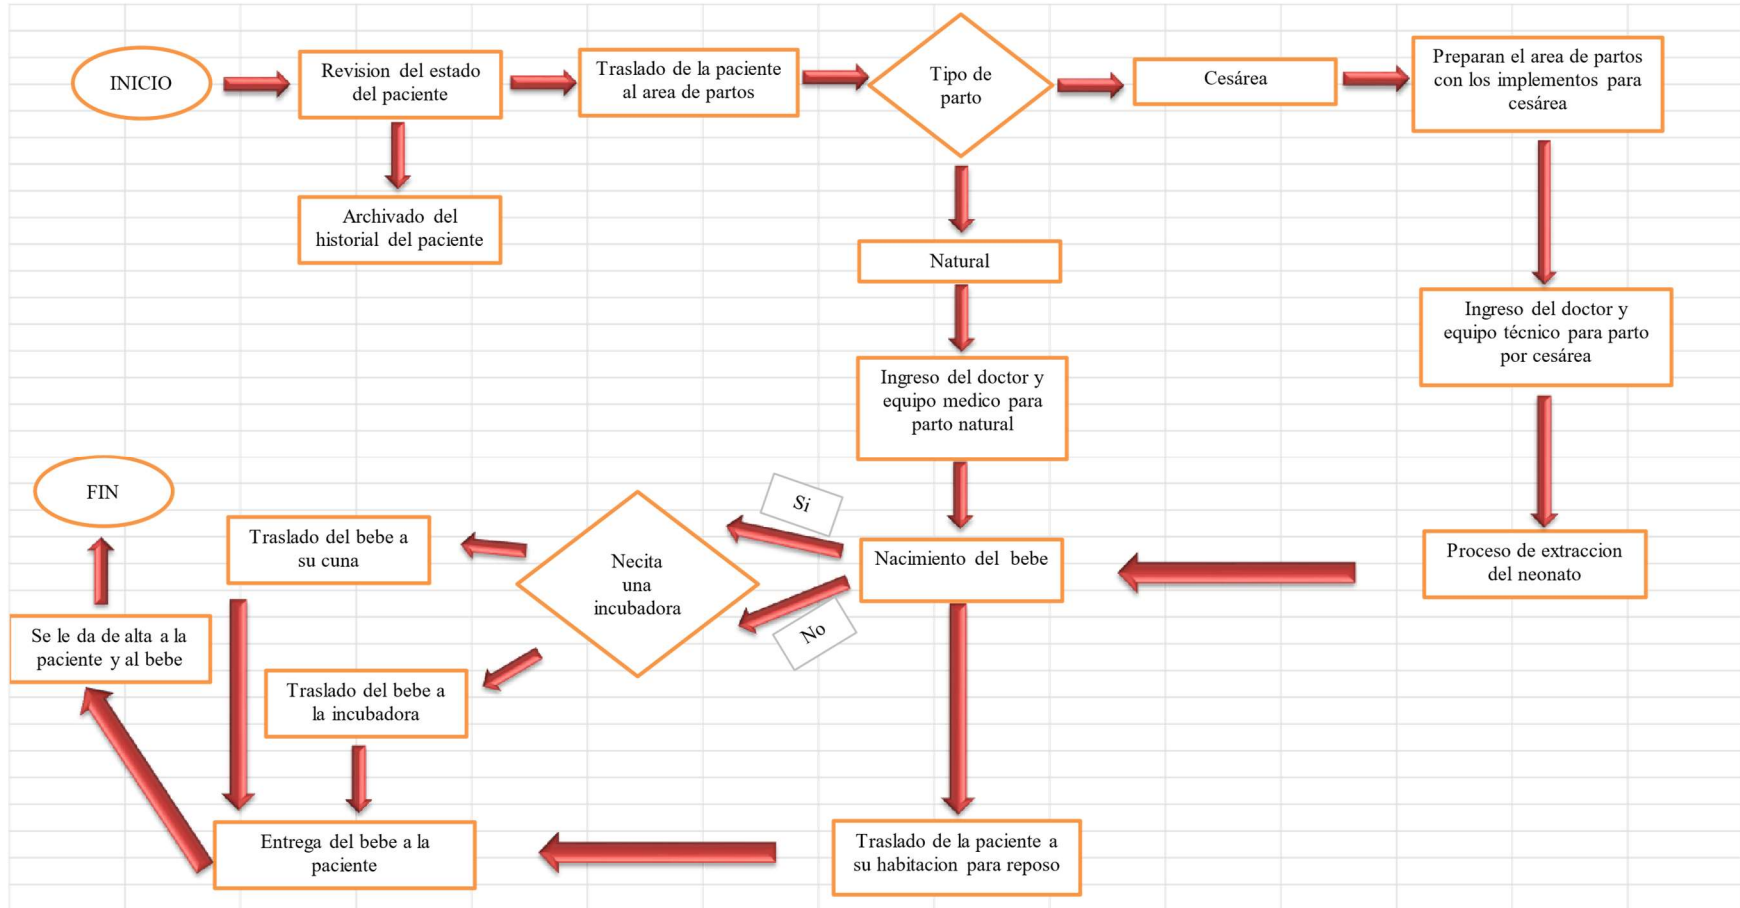 INICIO
Revision del estado
del paciente
Traslado de la paciente
al area de partos
Tipo de
parto
Cesárea
Preparan el area de partos
con los implementos para
cesárea
Archivado del
historial del paciente
Natural
Ingreso del doctor y
equipo técnico para parto
por cesárea
Ingreso del doctor y
equipo medico para
parto natural
FIN
Si
Traslado del bebe a
su cuna
Necita
una
incubadora
Nacimiento del bebe
Proceso de extraccion
del neonato
No
Se le da de alta a la
paciente y al bebe
Traslado del bebe a
la incubadora
Entrega del bebe a la
paciente
Traslado de la paciente a
su habitacion para reposo